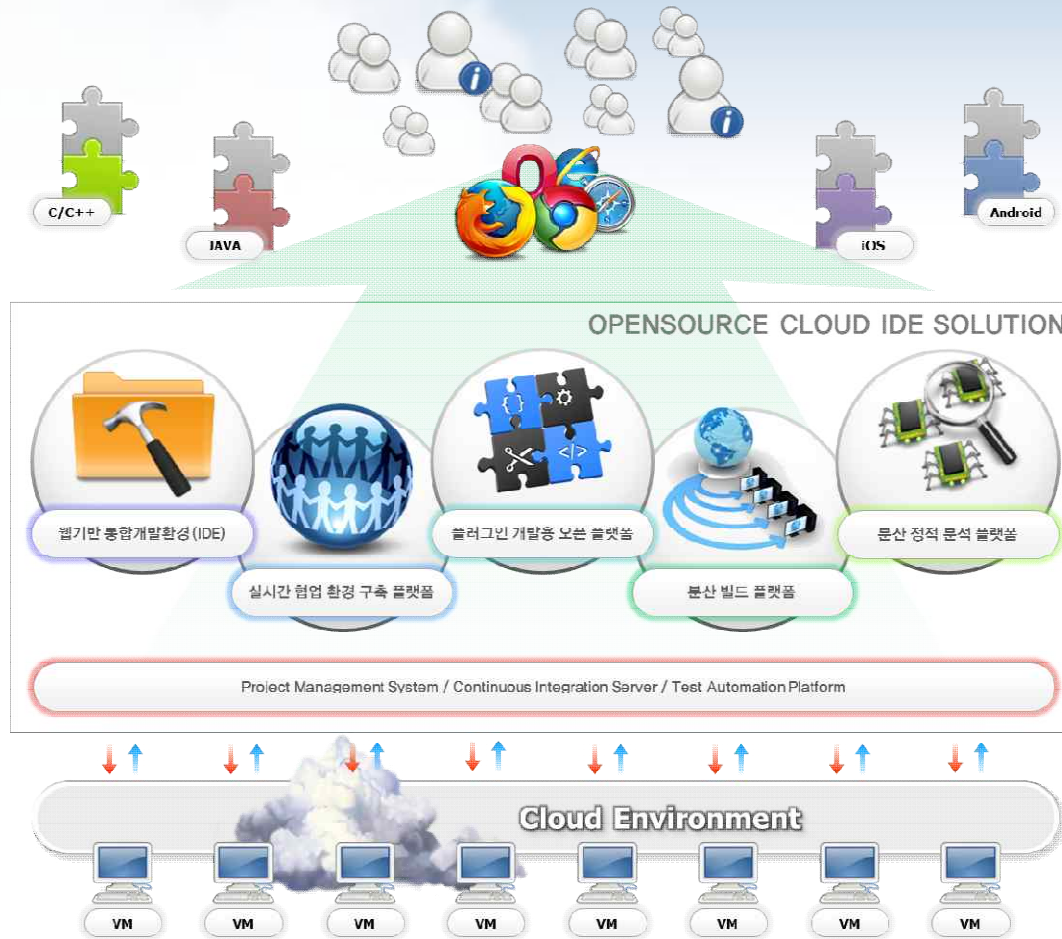 C/C++
JAVA
iOS
Android
OPENSOURCE CLOUD IDE SOLUTION
웹기반 통합개발환경(IDE)
실시간 협업 환경 구축 플랫폼
플러그인 개발용 오픈 플랫폼
분산 빌드 플랫폼
분산 정적 분석 플랫폼
Project Management System / Continuous Integration Server / Test Automation Platform
Cloud Environment
VM
VM
VM
VM
VM
VM
VM
VM